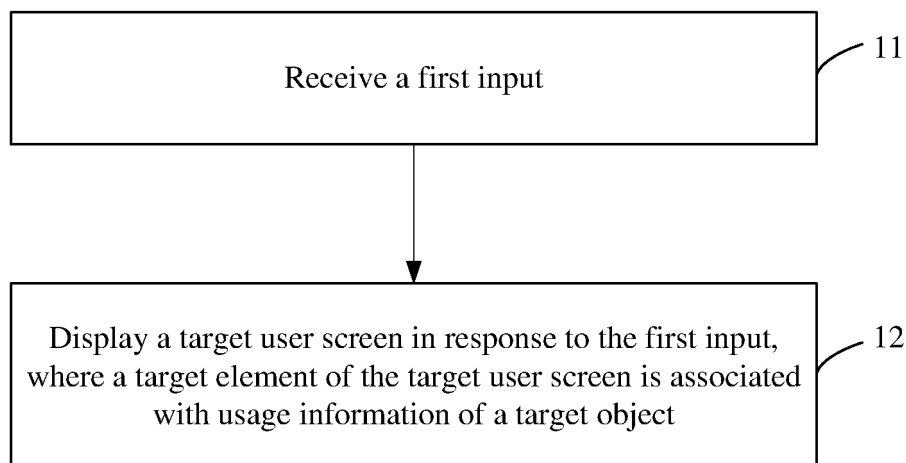 Receive a first input
11
Display a target user screen in response to the first input,
where a target element of the target user screen is associated
with usage information of a target object
12